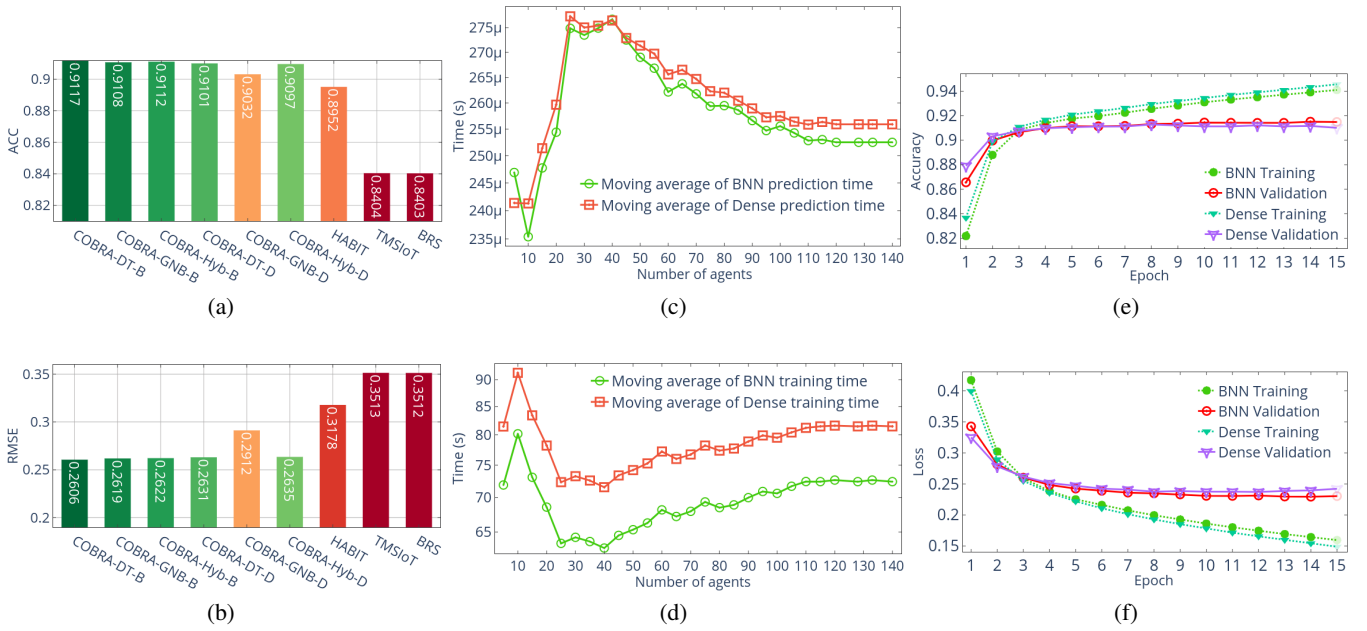 ACC
0.9
0.88
0.86
0.84
0.82
0.9117
0.9108
0.9112
0.9101
0.9032
0.9097
0.8952
0.8404
0.8403
COBRA-DT-B
COBRA-GNB-B
COBRA-Hyb-B
COBRA-DT-D
COBRA-GNB-D
COBRA-Hyb-D
HABIT
TMSIoT
BRS
(a)
Time (s)
275µ
270µ
265µ
260µ
255µ
250µ
245µ
240µ
235µ
Moving average of BNN prediction time
Moving average of Dense prediction time
10 20 30 40 50 60 70 80 90 100 110 120 130 140
Number of agents
(c)
Accuracy
0.94
0.92
0.9
0.88
0.86
0.84
0.82
BNN Training
BNN Validation
Dense Training
Dense Validation
1 2 3 4 5 6 7 8 9 10 11 12 13 14 15
Epoch
(e)
RMSE
0.35
0.3
0.25
0.2
0.2606
0.2619
0.2622
0.2631
0.2912
0.2635
0.3178
0.3513
0.3512
COBRA-DT-B
COBRA-GNB-B
COBRA-Hyb-B
COBRA-DT-D
COBRA-GNB-D
COBRA-Hyb-D
HABIT
TMSIoT
BRS
(b)
Time (s)
90
85
80
75
70
65
Moving average of BNN training time
Moving average of Dense training time
10 20 30 40 50 60 70 80 90 100 110 120 130 140
Number of agents
(d)
Loss
0.4
0.35
0.3
0.25
0.2
0.15
BNN Training
BNN Validation
Dense Training
Dense Validation
1 2 3 4 5 6 7 8 9 10 11 12 13 14 15
Epoch
(f)